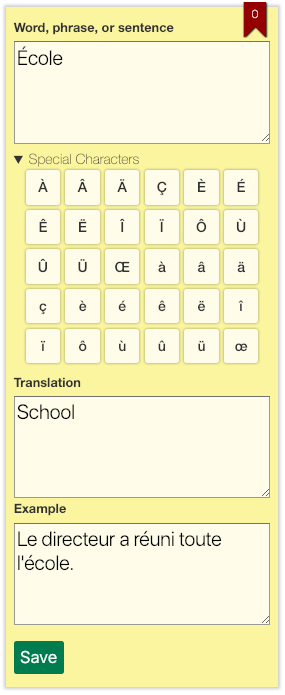 0
Word, phrase, or sentence
École
▼ Special Characters
À Â Ä Ç È É
Ê Ë Î Ï Ô Ù
Û Ü Œ à â ä
ç è é ê ë î
ï ô ù û ü œ
Translation
School
Example
Le directeur a réuni toute
l'école.
Save